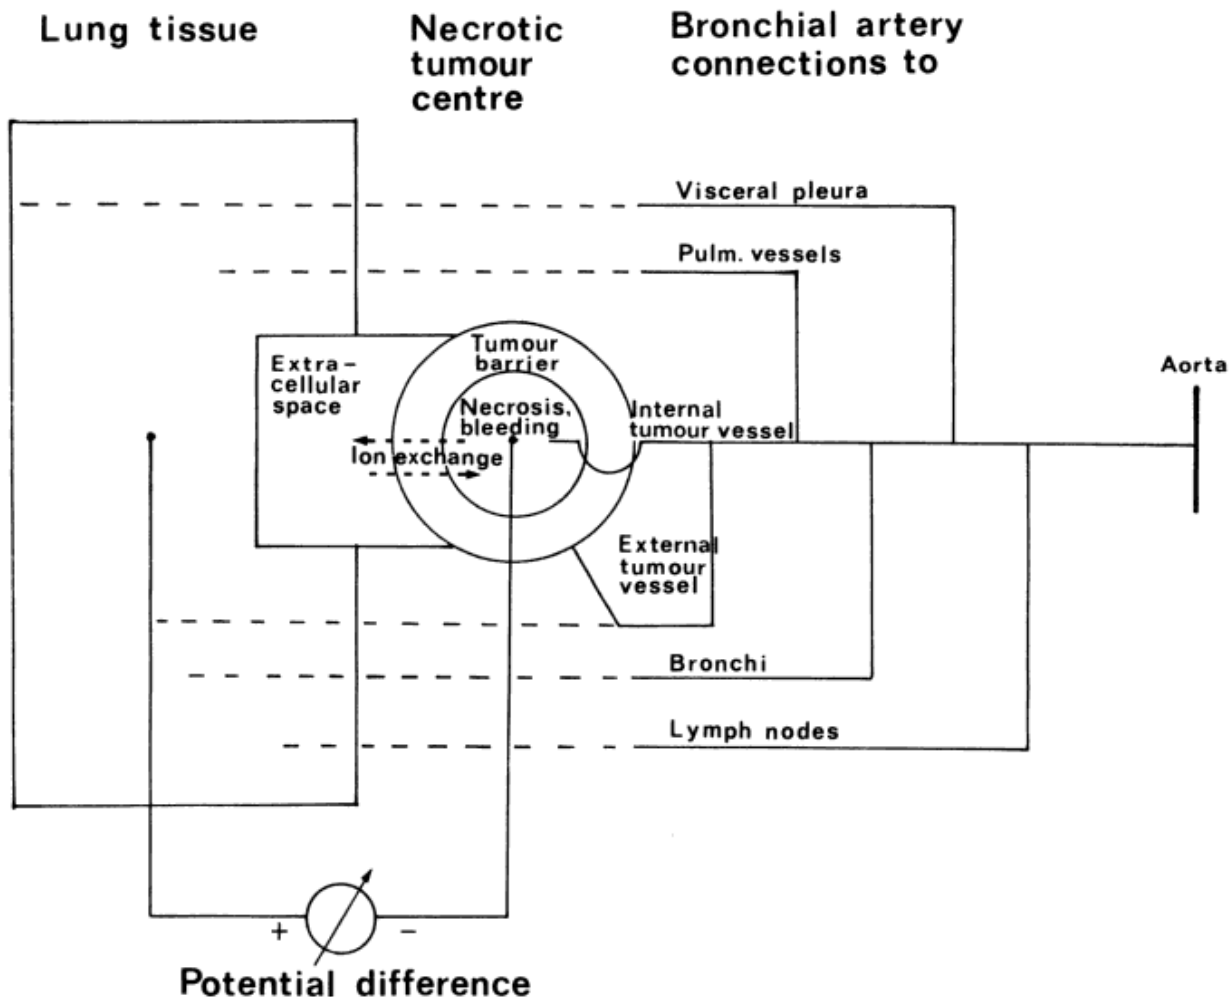 Lung tissue
Necrotic
tumour
centre
Bronchial artery
connections to
Visceral pleura
Pulm. vessels
Aorta
Tumour
barrier
Extra-
cellular
space
Necrosis,
bleeding
Internal
tumour vessel
Ion exchange
External
tumour
vessel
Bronchi
Lymph nodes
+
-
Potential difference